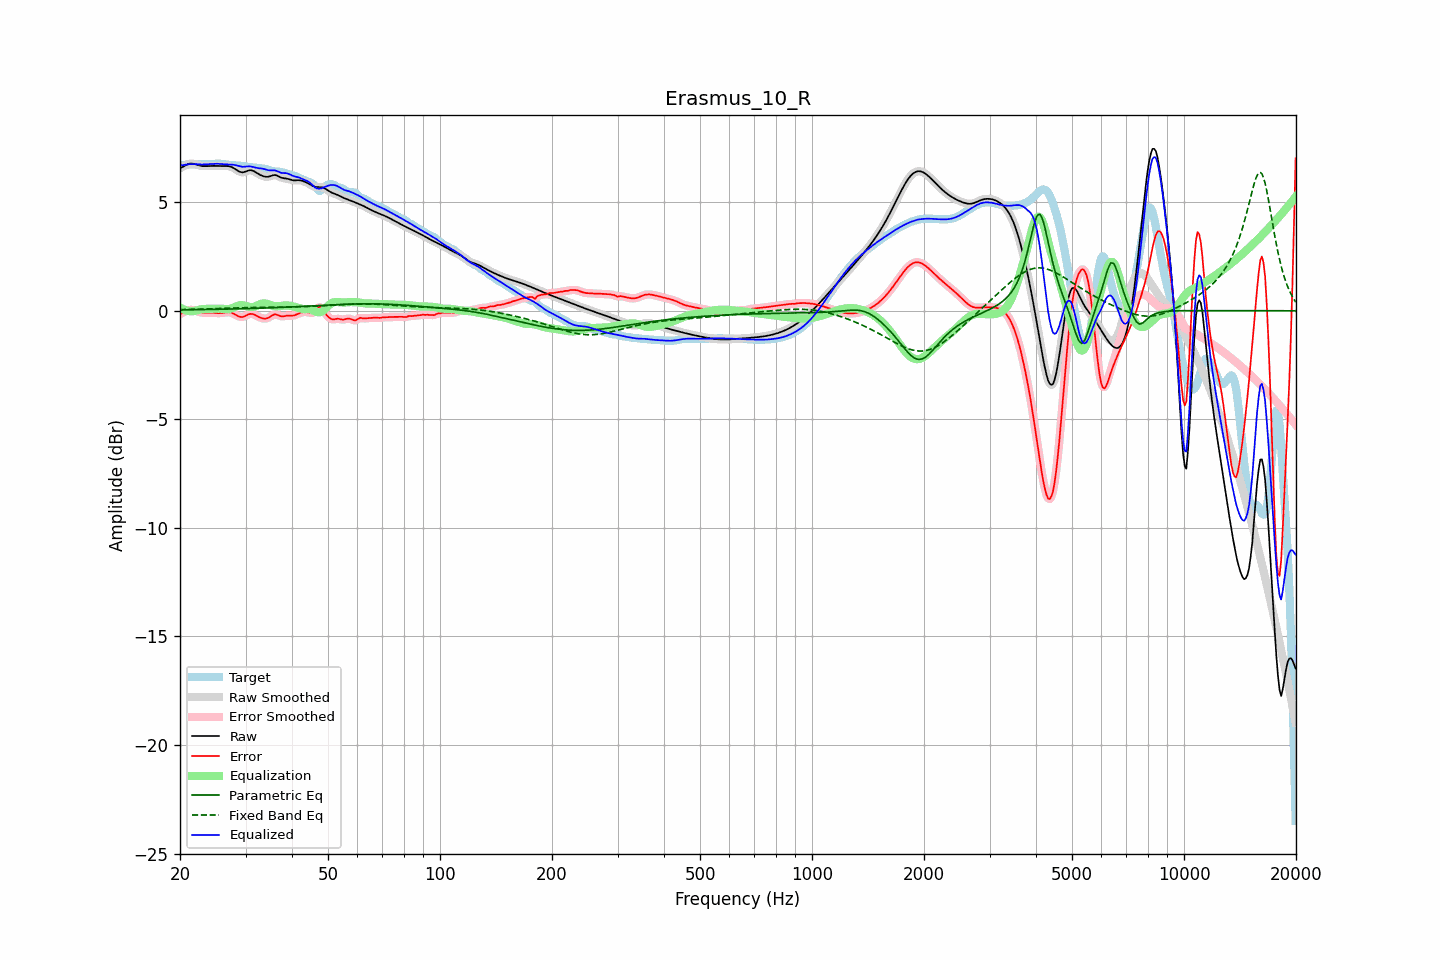 Erasmus_10_R
Amplitude (dBr)
5
0
−5
−10
−15
−20
−25
20
50
100
200
500
1000
2000
5000
10000
20000
Frequency (Hz)
Target
Raw Smoothed
Error Smoothed
Raw
Error
Equalization
Parametric Eq
Fixed Band Eq
Equalized